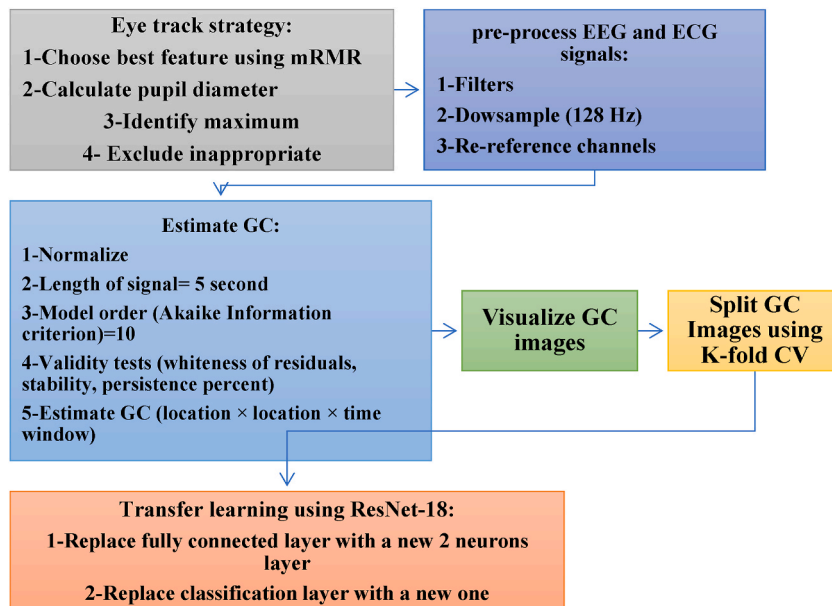 Eye track strategy:
1-Choose best feature using mRMR
2-Calculate pupil diameter
3-Identify maximum
4- Exclude inappropriate
pre-process EEG and ECG
signals:
1-Filters
2-Dowsample (128 Hz)
3-Re-reference channels
Estimate GC:
1-Normalize
2-Length of signal= 5 second
3-Model order (Akaike Information
criterion)=10
4-Validity tests (whiteness of residuals,
stability, persistence percent)
5-Estimate GC (location × location × time
window)
Visualize GC
images
Split GC
Images using
K-fold CV
Transfer learning using ResNet-18:
1-Replace fully connected layer with a new 2 neurons
layer
2-Replace classification layer with a new one